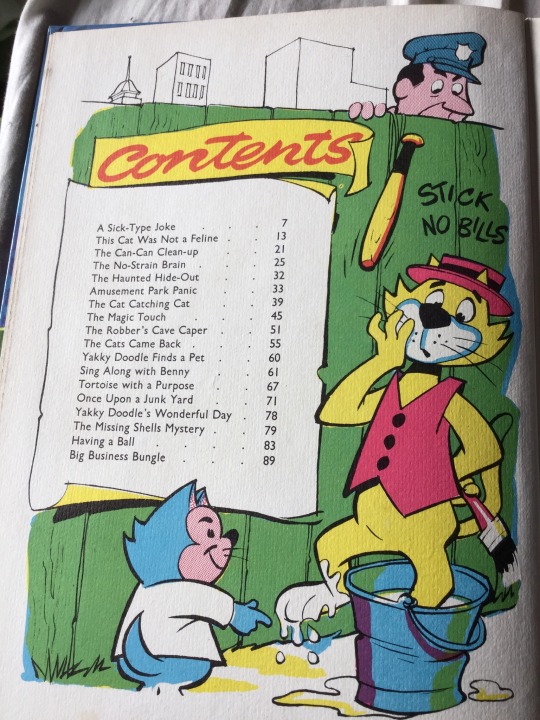 Contents
STICK
NO BILLS
A Sick-Type Joke . . . 7
This Cat Was Not a Feline . . 13
The Can-Can Clean-up . . 21
The No-Strain Brain . . . 25
The Haunted Hide-Out . . 32
Amusement Park Panic . . 33
The Cat Catching Cat . . 39
The Magic Touch . . . 45
The Robber's Cave Caper . . 51
The Cats Came Back . . . 55
Yakky Doodle Finds a Pet . . 60
Sing Along with Benny . . 61
Tortoise with a Purpose . . 67
Once Upon a Junk Yard . . 71
Yakky Doodle's Wonderful Day . 78
The Missing Shells Mystery . . 79
Having a Ball . . . . 83
Big Business Bungle . . . 89